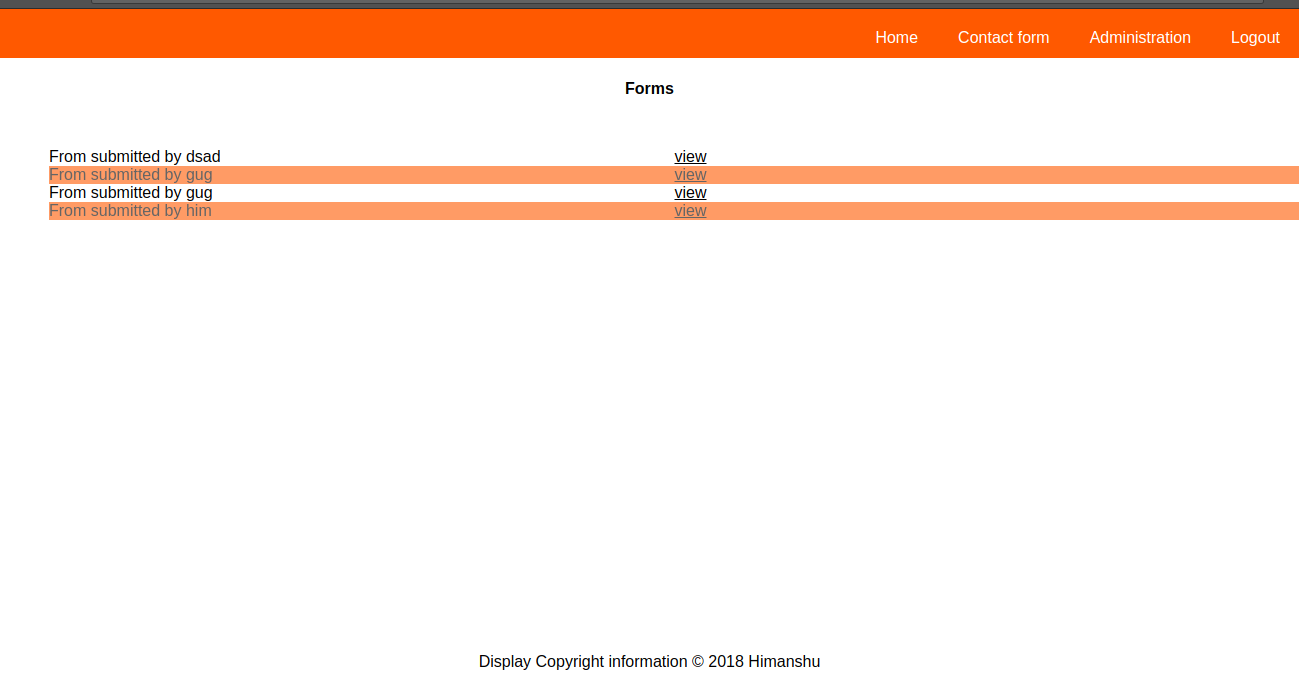 Home Contact form Administration Logout
Forms
From submitted by dsad view
From submitted by gug view
From submitted by gug view
From submitted by him view
Display Copyright information © 2018 Himanshu